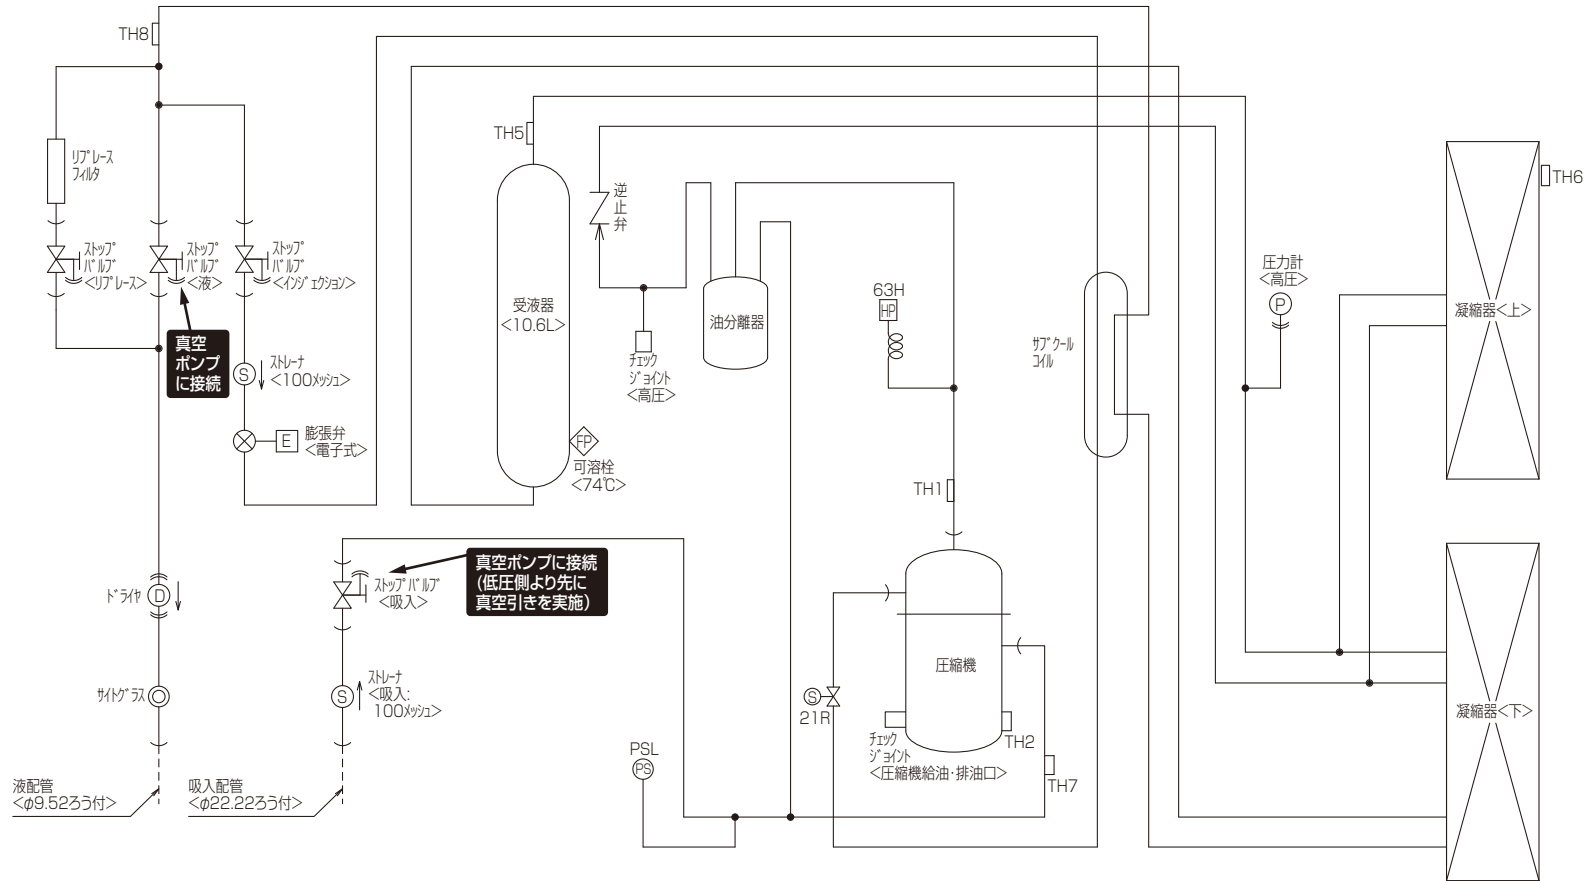 TH8
リプレース
フィルタ
ストップ
バルブ
<リプレース>
ストップ
バルブ
<液>
ストップ
バルブ
<インジェクション>
真空
ポンプ
に接続
S
ストレーナ
<100メッシュ>
E
膨張弁
<電子式>
TH5
受液器
<10.6L>
FP
可溶栓
<74℃>
逆
止
弁
チェック
ジョイント
<高圧>
油分離器
63H
HP
サブクール
コイル
圧力計
<高圧>
P
TH6
凝縮器<上>
TH1
ドライヤ
D
サイトグラス
液配管
<φ9.52ろう付>
真空ポンプに接続
(低圧側より先に
真空引きを実施)
ストップバルブ
<吸入>
S
ストレーナ
<吸入:
100メッシュ>
吸入配管
<φ22.22ろう付>
PSL
PS
圧縮機
S
21R
チェック
ジョイント
<圧縮機給油・排油口>
TH2
TH7
凝縮器<下>